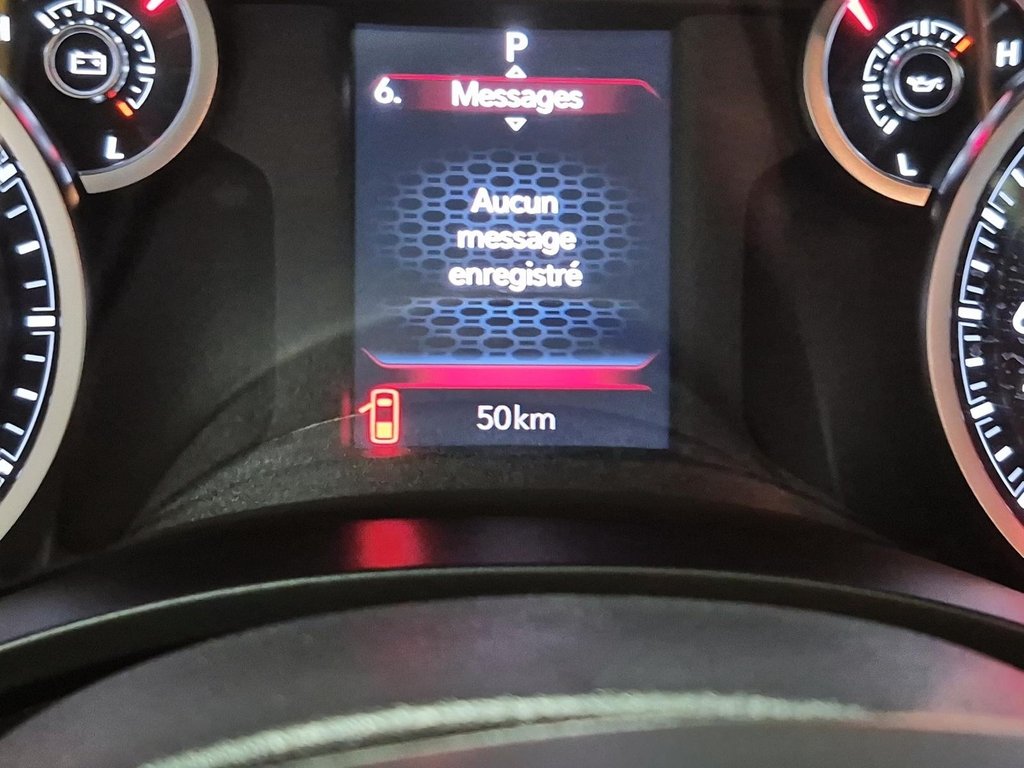 P
6. Messages
Aucun
message
enregistré
50km
L
H
L